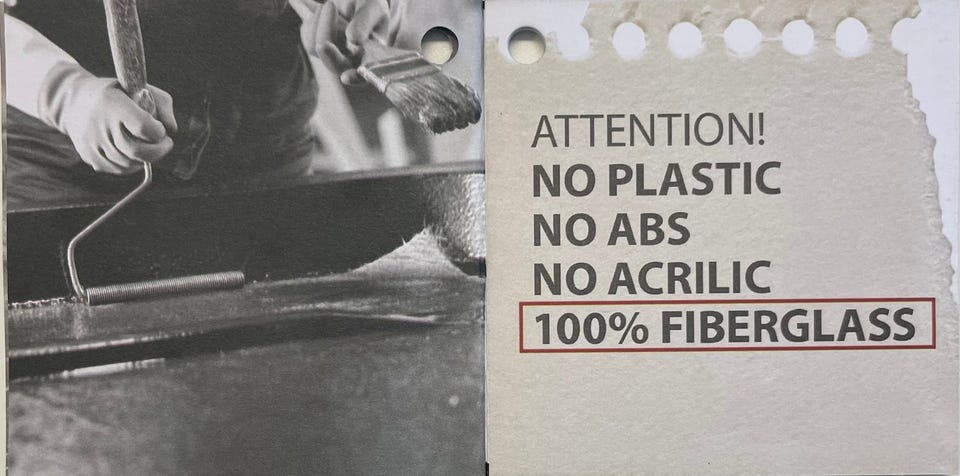 ATTENTION!
NO PLASTIC
NO ABS
NO ACRILIC
100% FIBERGLASS